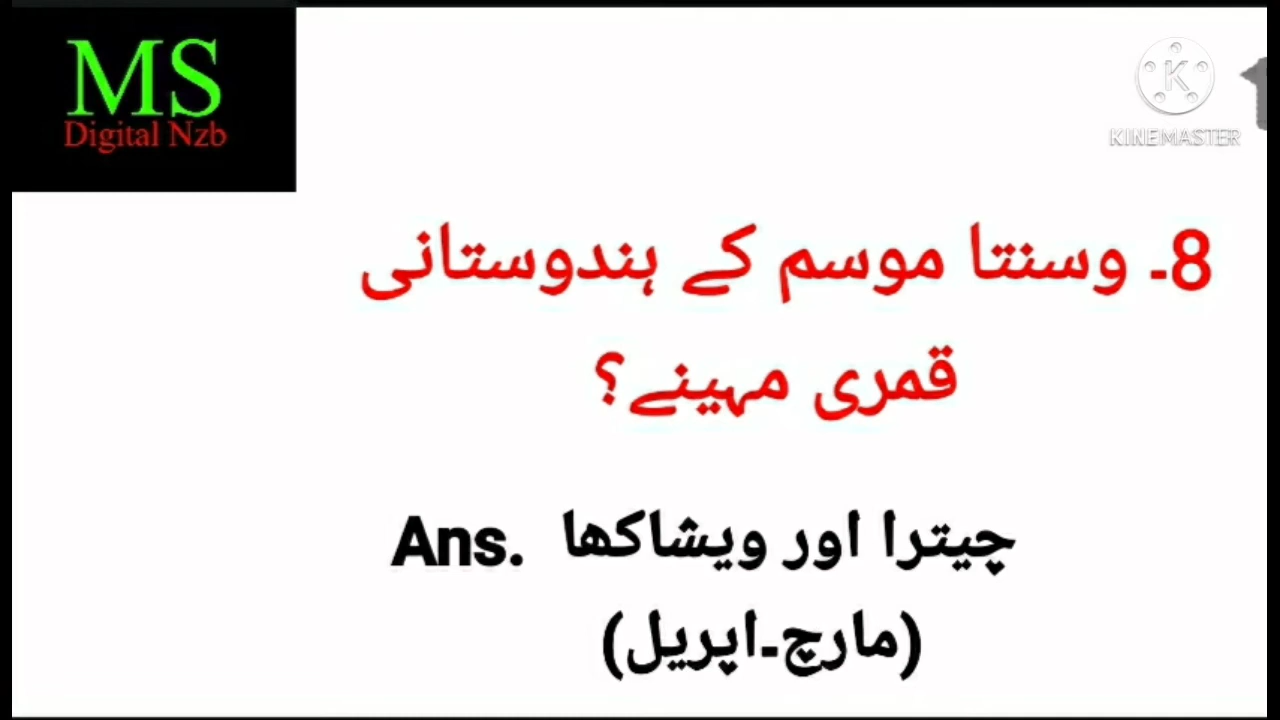 MS
Digital Nzb
K
KINEMASTER
8۔ وسنتا موسم کے ہندوستانی
قمری مہینے؟
چیترا اور ویشاکھا Ans.
(مارچ۔اپریل)